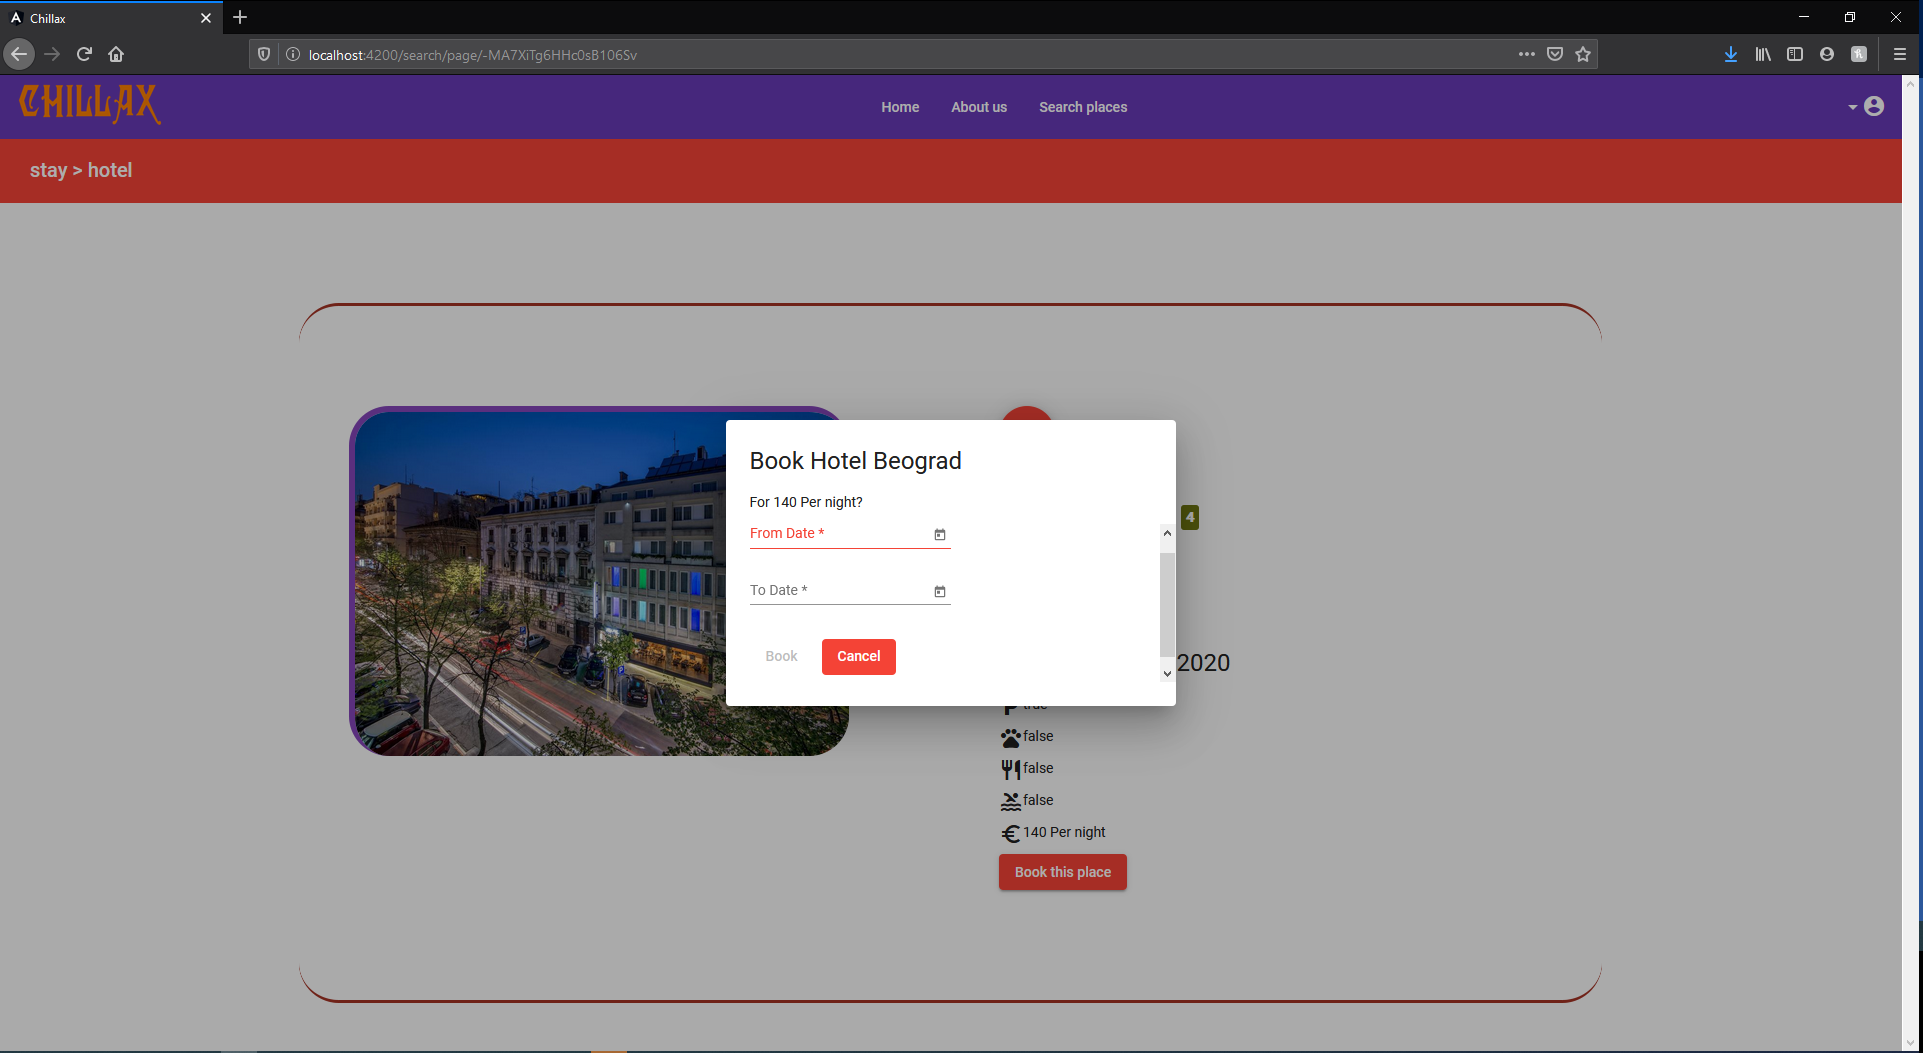 Chillax
localhost:4200/search/page/-MA7XiTg6HHc0sB106Sv
CHILLAX
Home
About us
Search places
stay > hotel
Book Hotel Beograd
For 140 Per night?
From Date *
To Date *
Book
Cancel
4
2020
true
false
false
false
140 Per night
Book this place